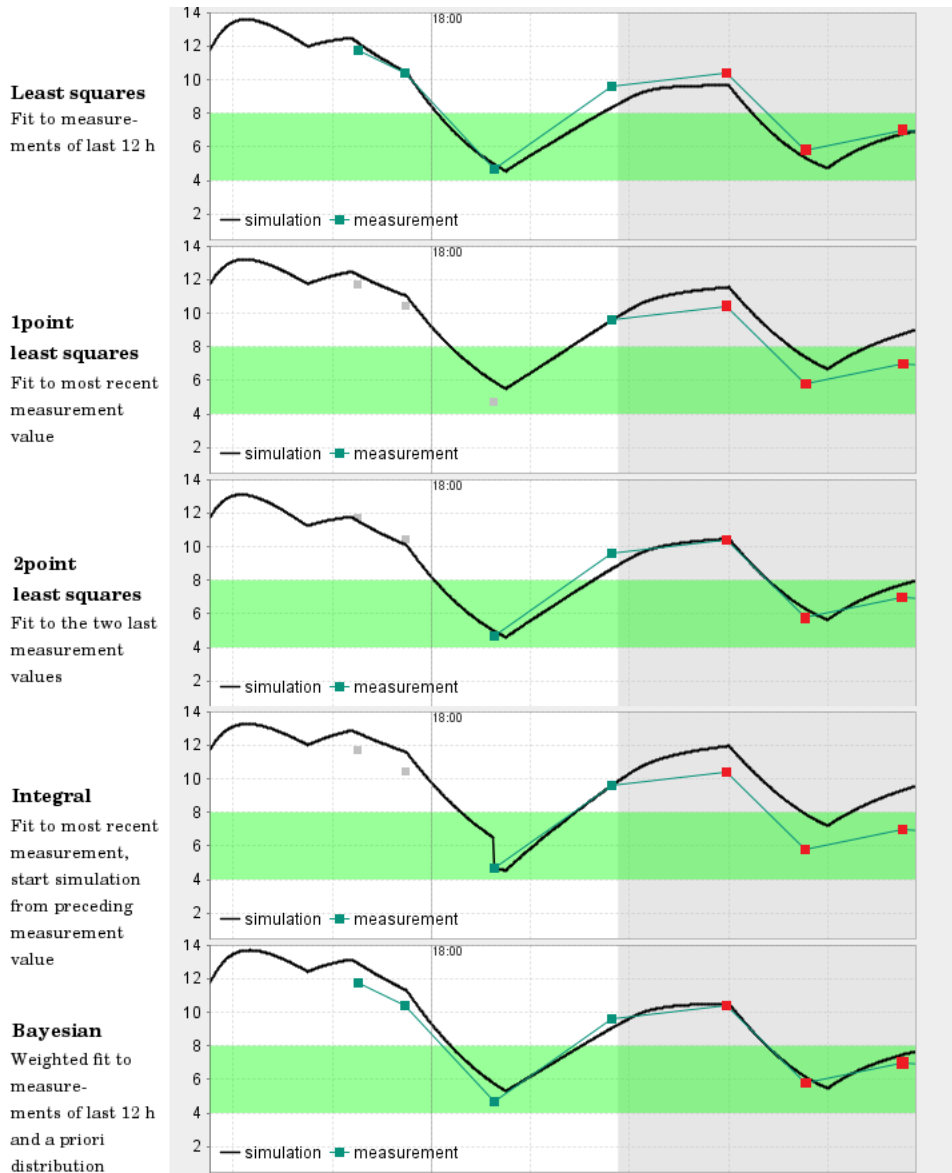 Least squares
Fit to measure-
ments of last 12 h
14
12
10
8
6
4
2
18:00
simulation measurement
1point
least squares
Fit to most recent
measurement
value
14
12
10
8
6
4
2
18:00
simulation measurement
2point
least squares
Fit to the two last
measurement
values
14
12
10
8
6
4
2
18:00
simulation measurement
Integral
Fit to most recent
measurement,
start simulation
from preceding
measurement
value
14
12
10
8
6
4
2
18:00
simulation measurement
Bayesian
Weighted fit to
measure-
ments of last 12 h
and a priori
distribution
14
12
10
8
6
4
2
18:00
simulation measurement